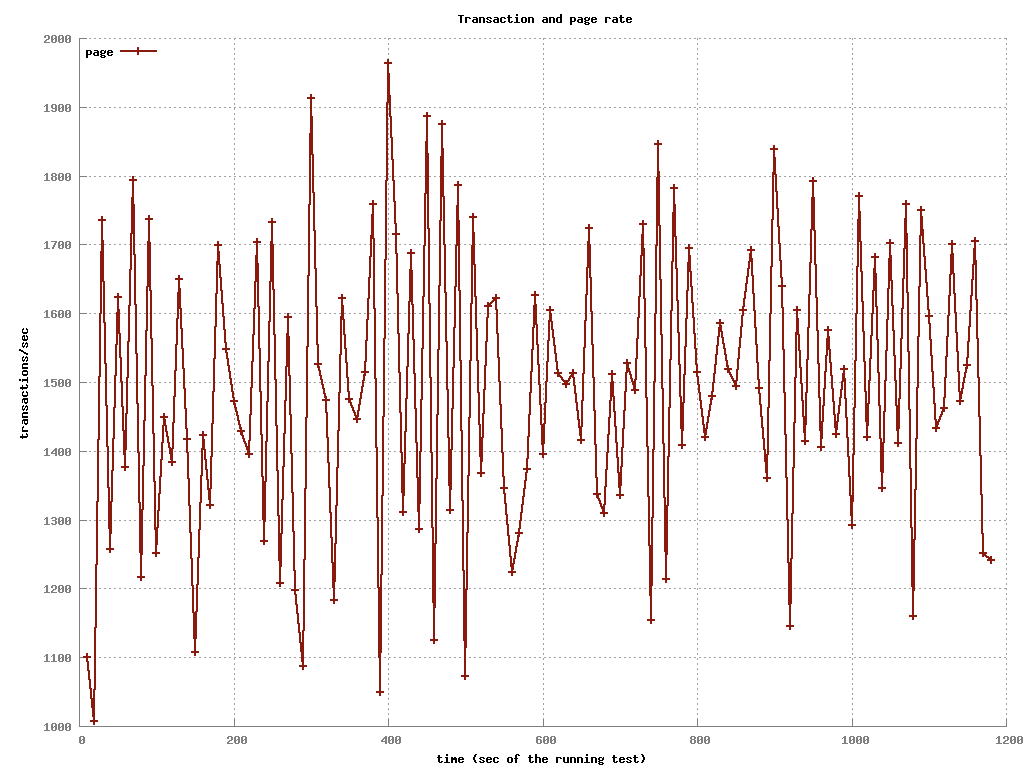 Transaction and page rate
2000
page
1900
1800
1700
1600
1500
1400
1300
1200
1100
1000
transactions/sec
0 200 400 600 800 1000 1200
time (sec of the running test)